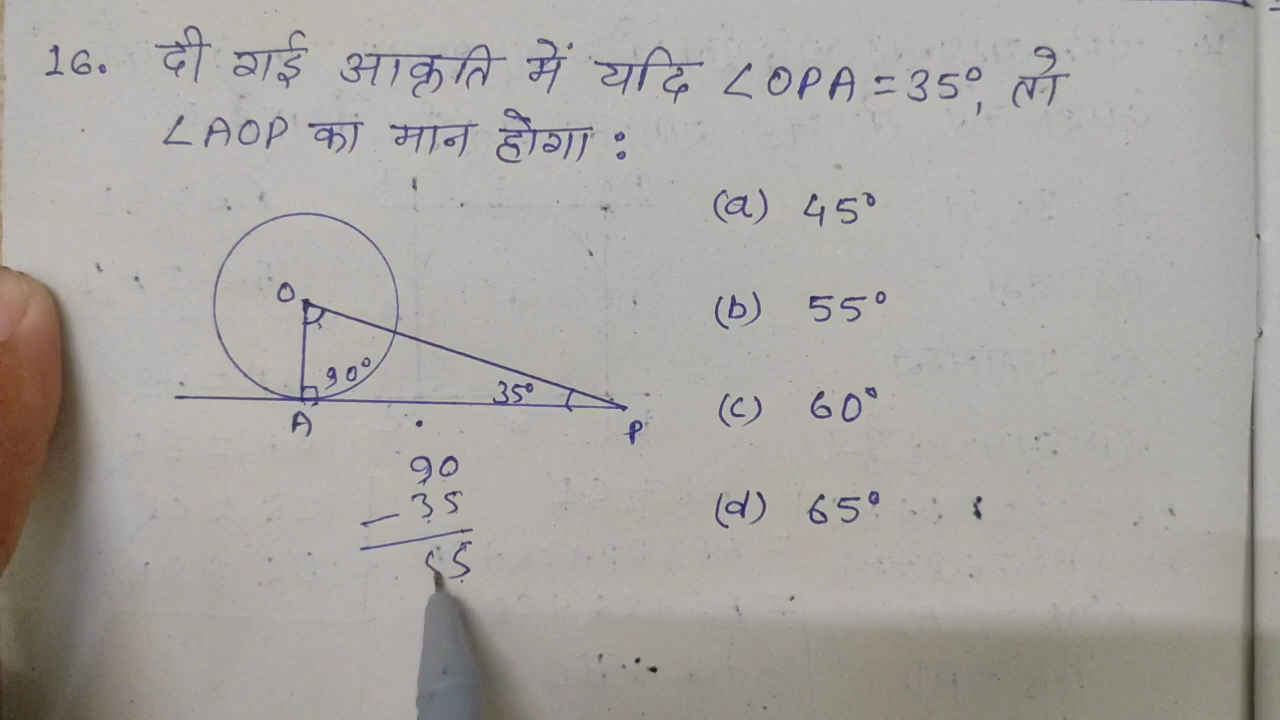 16. दी गई आकृति में यदि ∠OPA = 35°, तो
∠AOP का मान होगा :
(a) 45°
(b) 55°
(c) 60°
(d) 65°
O
90°
35°
A
P
90
- 35
55